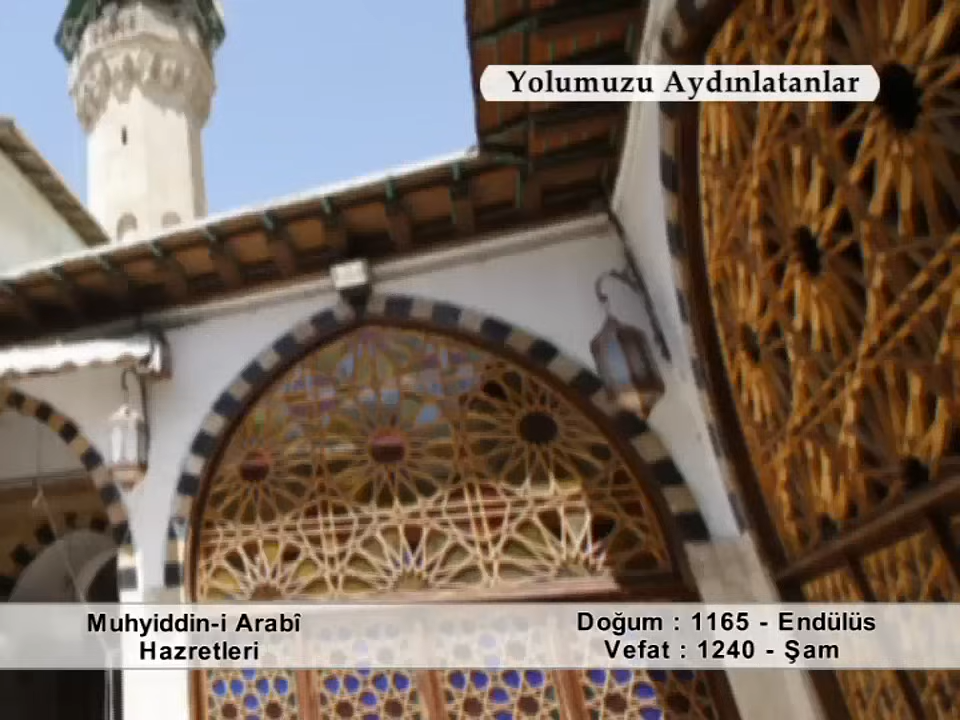 Yolumuzu Aydınlatanlar
Muhyiddin-i Arabî
Hazretleri
Doğum : 1165 - Endülüs
Vefat : 1240 - Şam